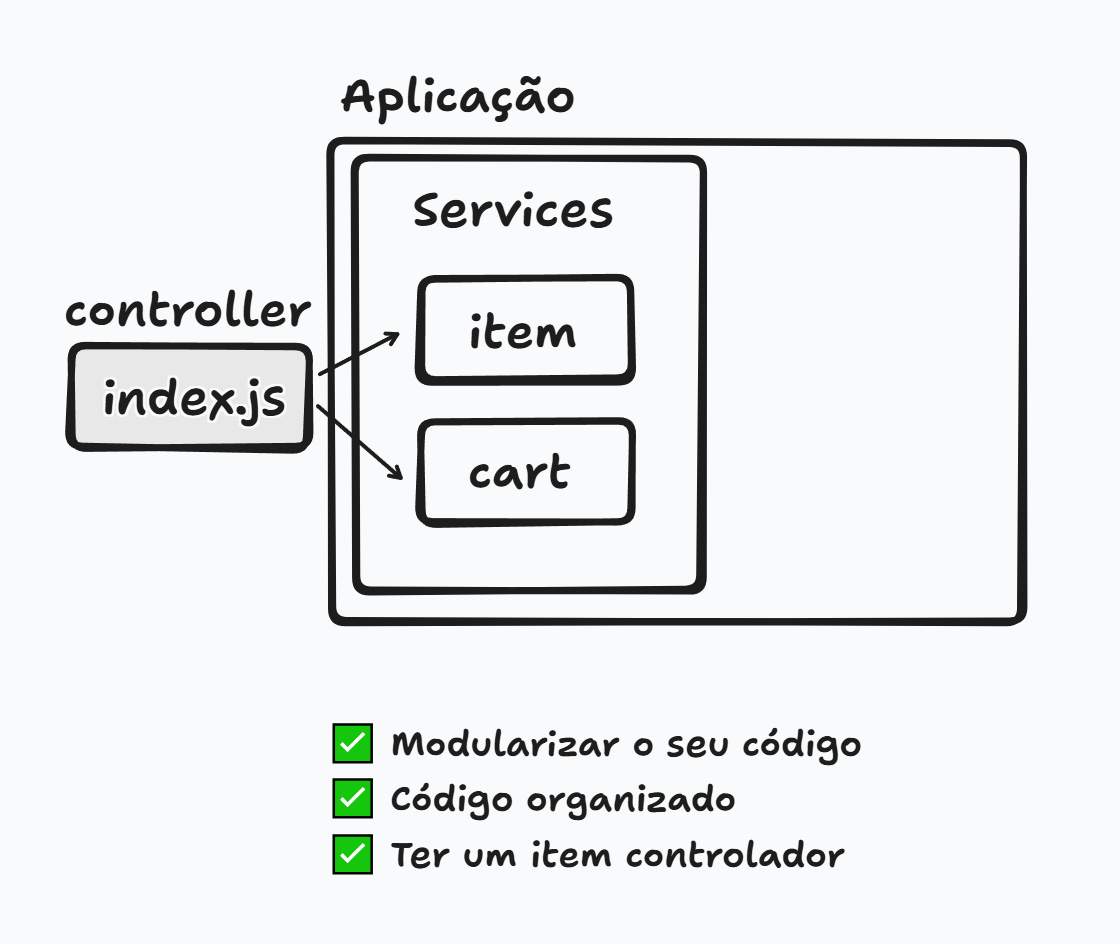 Aplicação
Services
controller
item
index.js
cart
Modularizar o seu código
Código organizado
Ter um item controlador